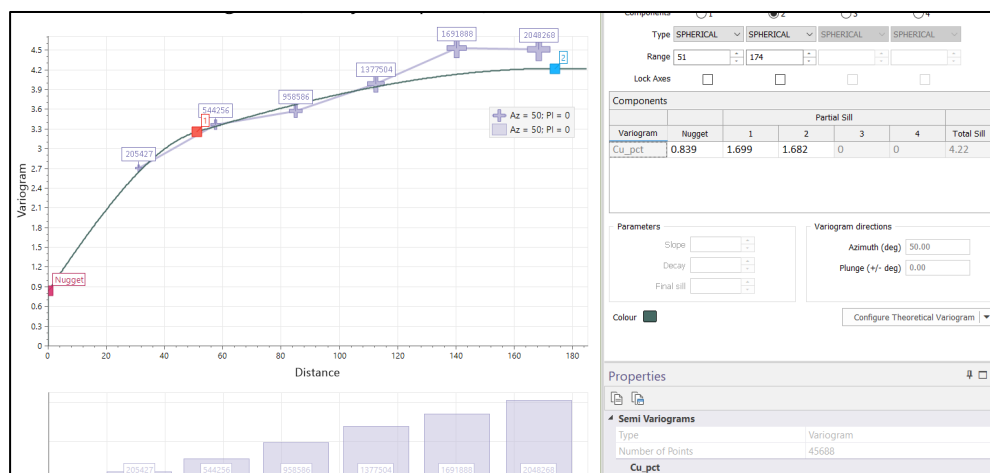 Components 1 2 3 4
Type SPHERICAL SPHERICAL SPHERICAL SPHERICAL
Range 51 174
Lock Axes
Components
Partial Sill
Variogram Nugget 1 2 3 4 Total Sill
Cu_pct 0.839 1.699 1.682 0 0 4.22
Parameters
Slope
Decay
Final sill
Variogram directions
Azimuth (deg) 50.00
Plunge (+/- deg) 0.00
Colour
Configure Theoretical Variogram
Properties
Semi Variograms
Type Variogram
Number of Points 45688
Cu_pct
1691888
2048268
2
1377504
958586
544256
1
205427
Nugget
Az = 50; Pl = 0
Az = 50; Pl = 0
Variogram
4.5
4.2
3.9
3.6
3.3
3
2.7
2.4
2.1
1.8
1.5
1.2
0.9
0.6
0.3
0
0 20 40 60 80 100 120 140 160 180
Distance
205427 544256 958586 1377504 1691888 2048268